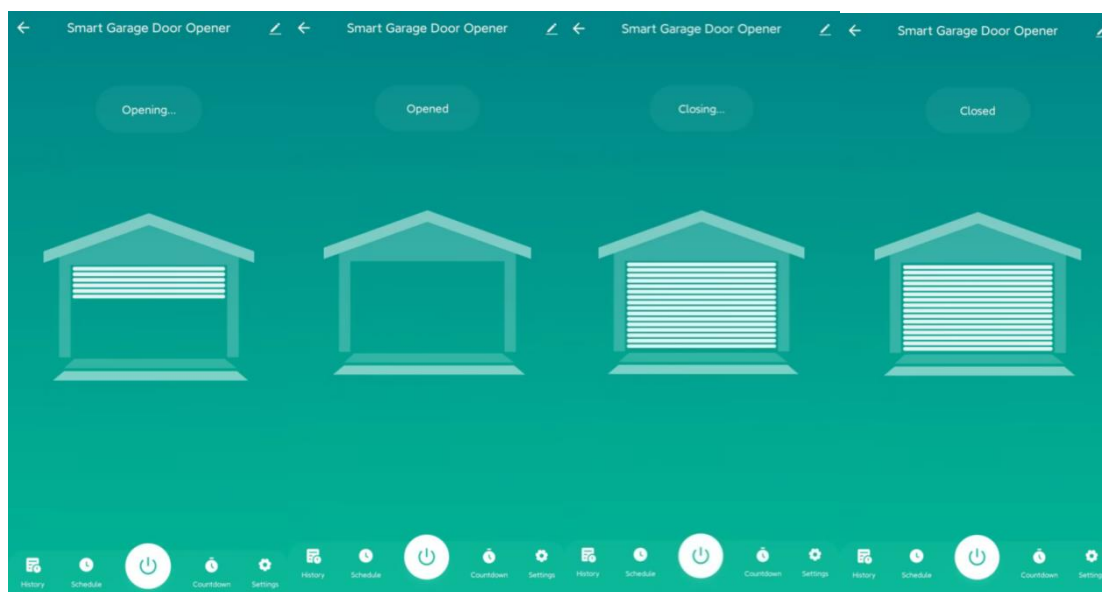 Smart Garage Door Opener
Opening...
History
Schedule
Countdown
Settings
Smart Garage Door Opener
Opened
History
Schedule
Countdown
Settings
Smart Garage Door Opener
Closing...
History
Schedule
Countdown
Settings
Smart Garage Door Opener
Closed
History
Schedule
Countdown
Setting